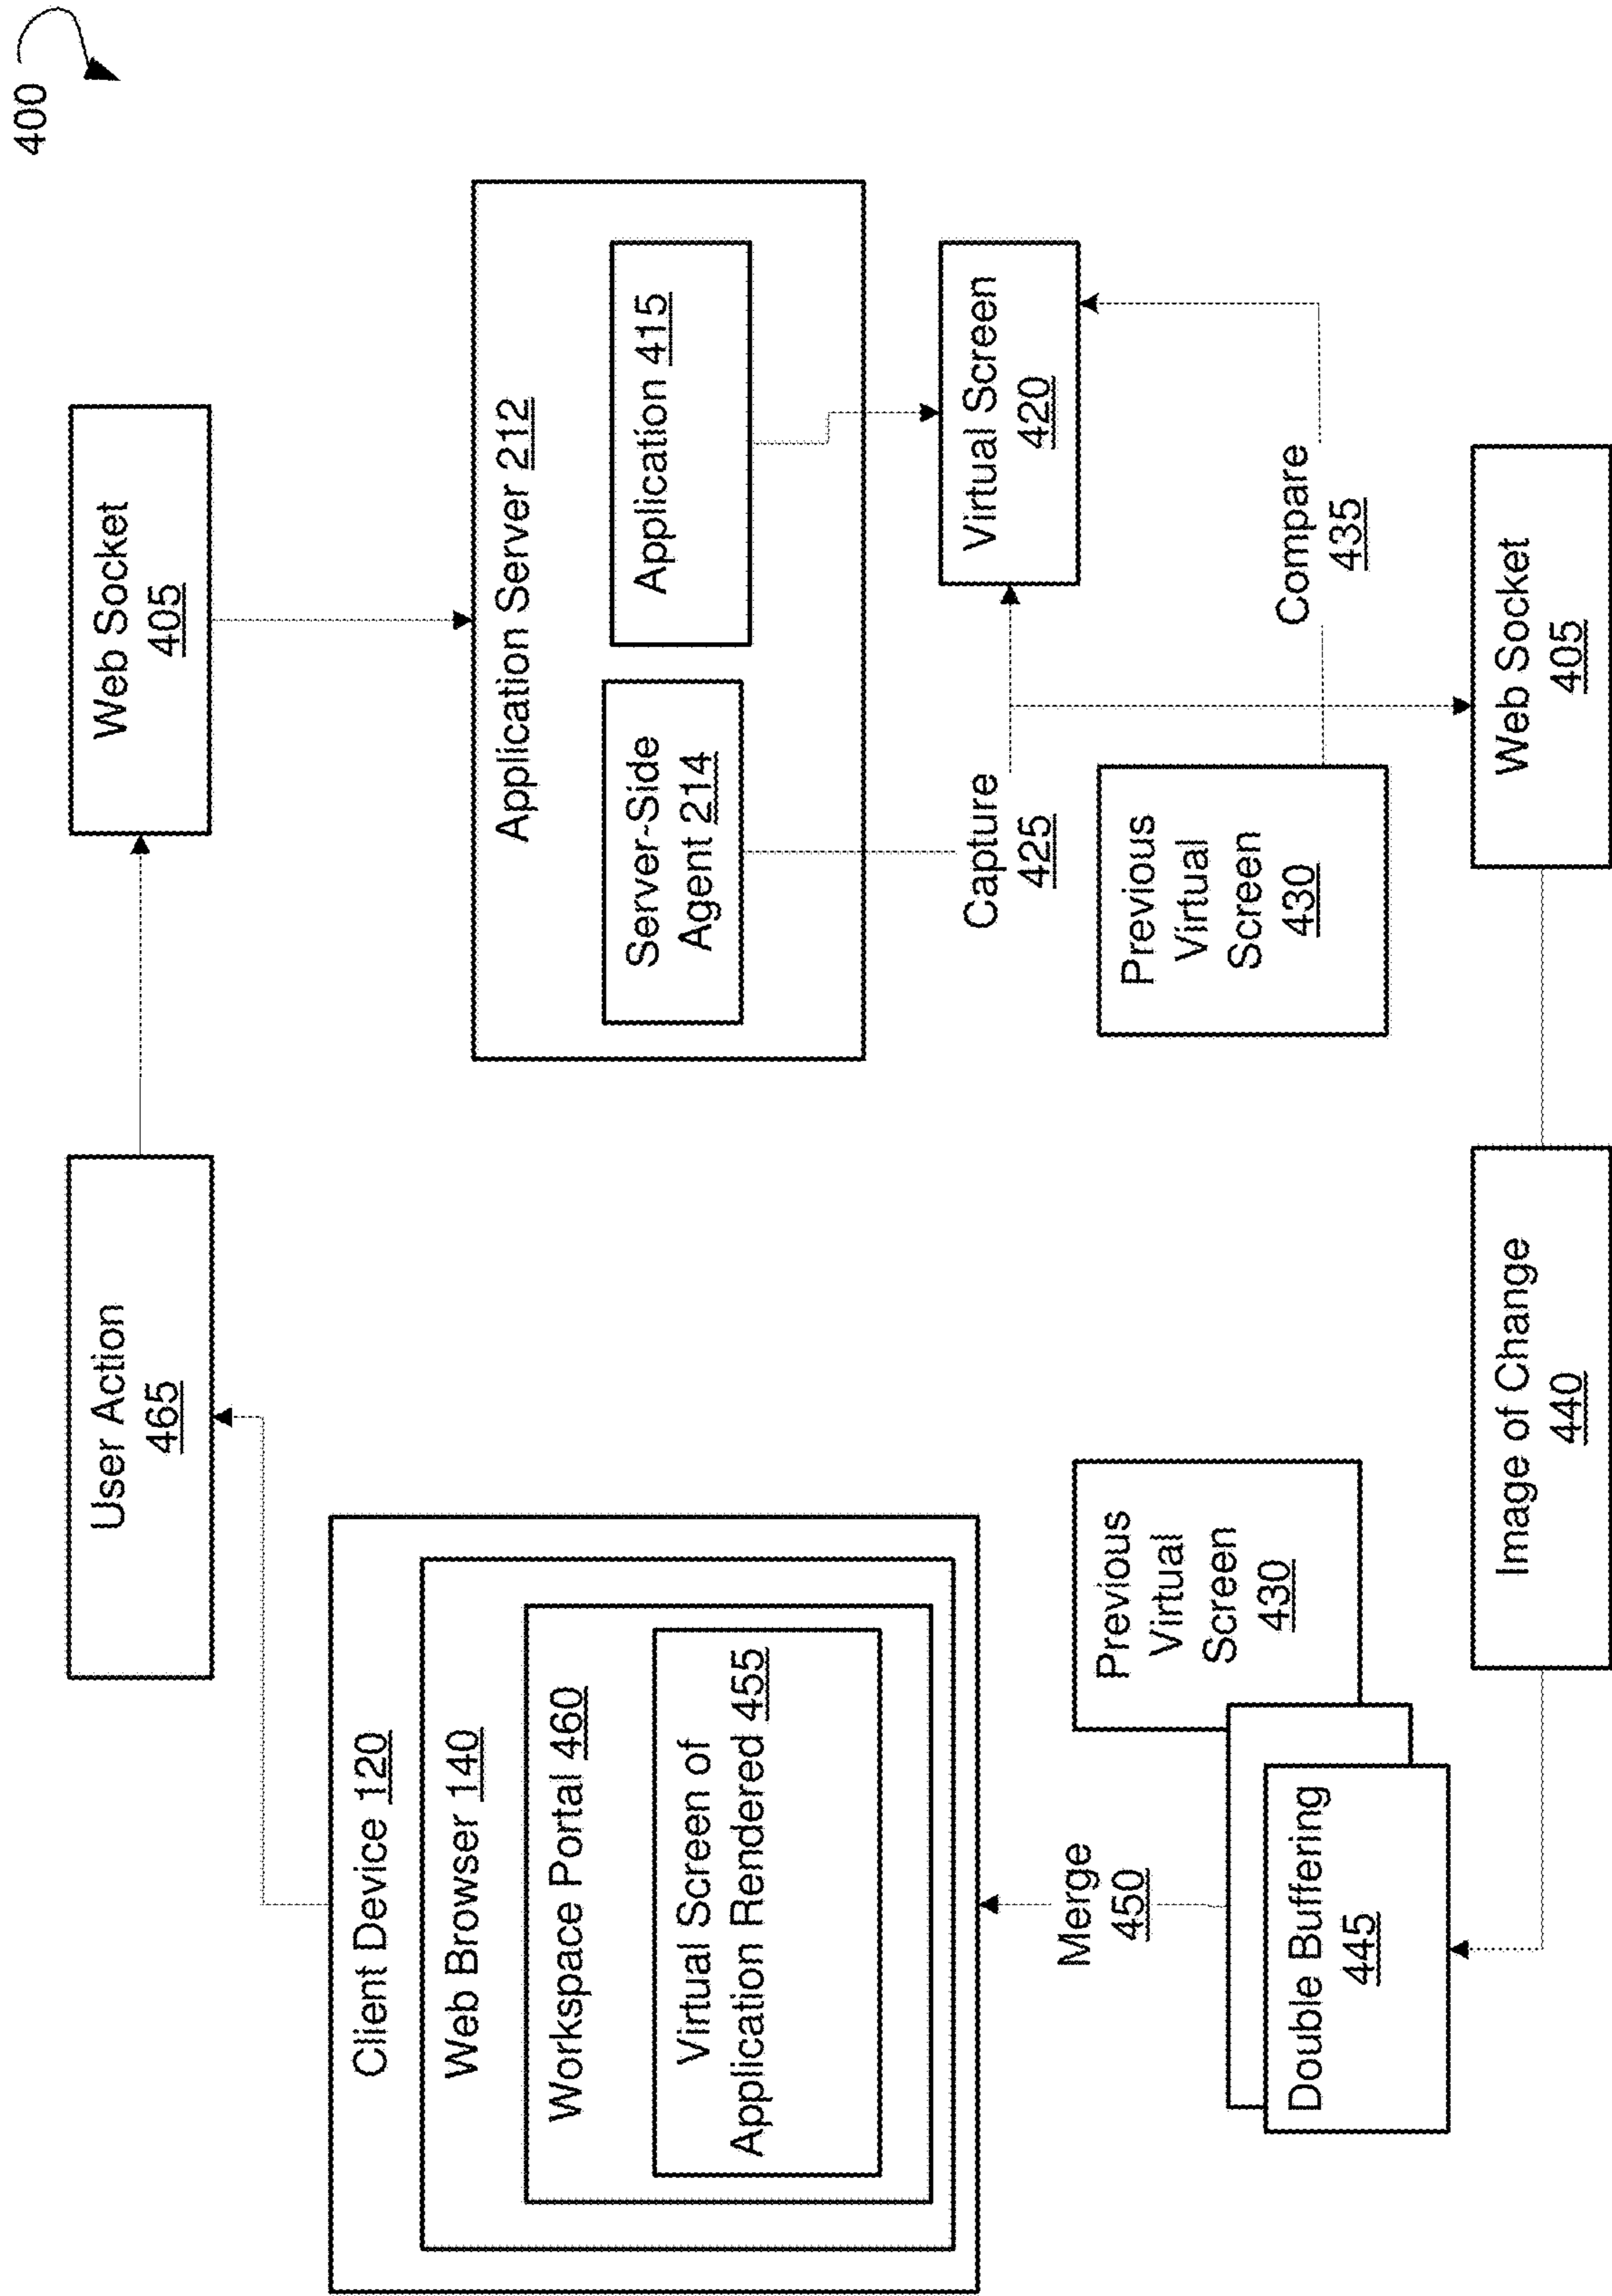 400
User Action
465
Web Socket
405
Client Device 120
Web Browser 140
Workspace Portal 460
Virtual Screen of
Application Rendered 455
Application Server 212
Server-Side
Agent 214
Application 415
Merge
450
Capture
425
Virtual Screen
420
Previous
Virtual
Screen
430
Double Buffering
445
Previous
Virtual
Screen
430
Compare
435
Image of Change
440
Web Socket
405